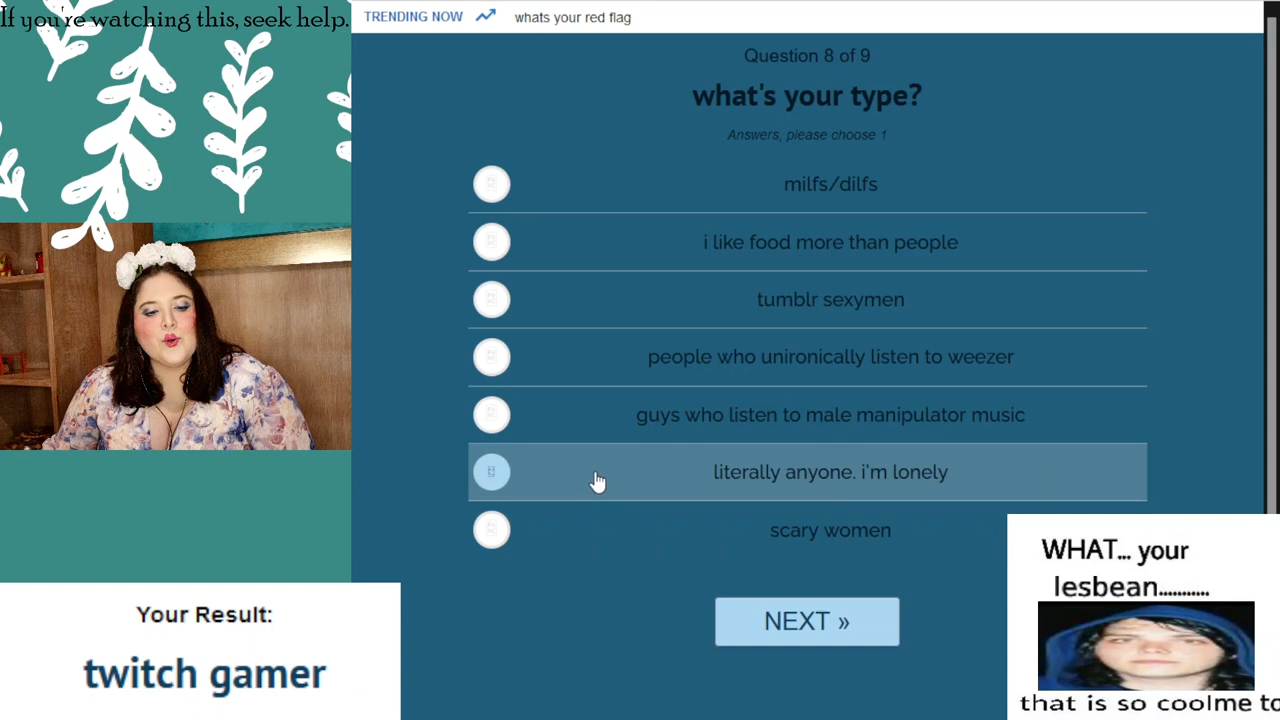 If you're watching this, seek help.
TRENDING NOW whats your red flag
Question 8 of 9
what's your type?
Answers, please choose 1
milfs/dilfs
i like food more than people
tumblr sexymen
people who unironically listen to weezer
guys who listen to male manipulator music
literally anyone. i'm lonely
scary women
NEXT »
Your Result:
twitch gamer
WHAT... your
lesbean...........
that is so coolme to